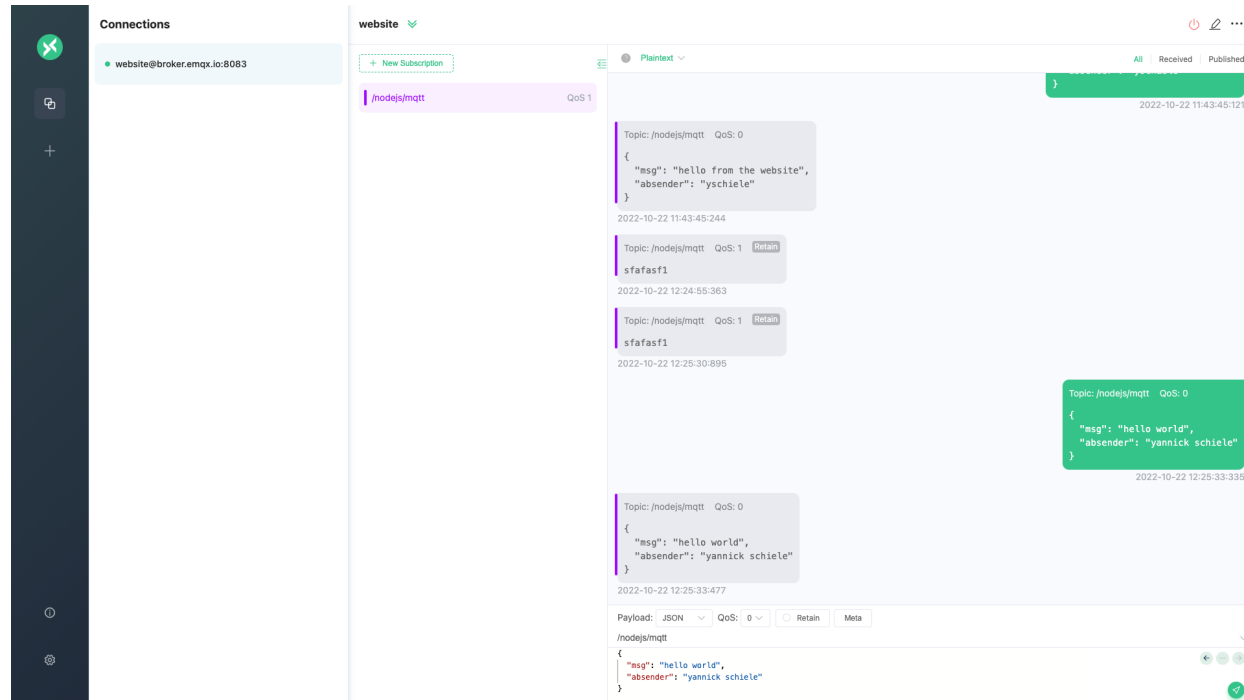 Connections
website@broker.emqx.io:8083
website
+ New Subscription
/nodejs/mqtt QoS 1
Plaintext
All Received Published
}
2022-10-22 11:43:45:121
Topic: /nodejs/mqtt QoS: 0
{
"msg": "hello from the website",
"absender": "yschiele"
}
2022-10-22 11:43:45:244
Topic: /nodejs/mqtt QoS: 1 Retain
sfafasf1
2022-10-22 12:24:55:363
Topic: /nodejs/mqtt QoS: 1 Retain
sfafasf1
2022-10-22 12:25:30:895
Topic: /nodejs/mqtt QoS: 0
{
"msg": "hello world",
"absender": "yannick schiele"
}
2022-10-22 12:25:33:335
Topic: /nodejs/mqtt QoS: 0
{
"msg": "hello world",
"absender": "yannick schiele"
}
2022-10-22 12:25:33:477
Payload: JSON QoS: 0 Retain Meta
/nodejs/mqtt
{
"msg": "hello world",
"absender": "yannick schiele"
}